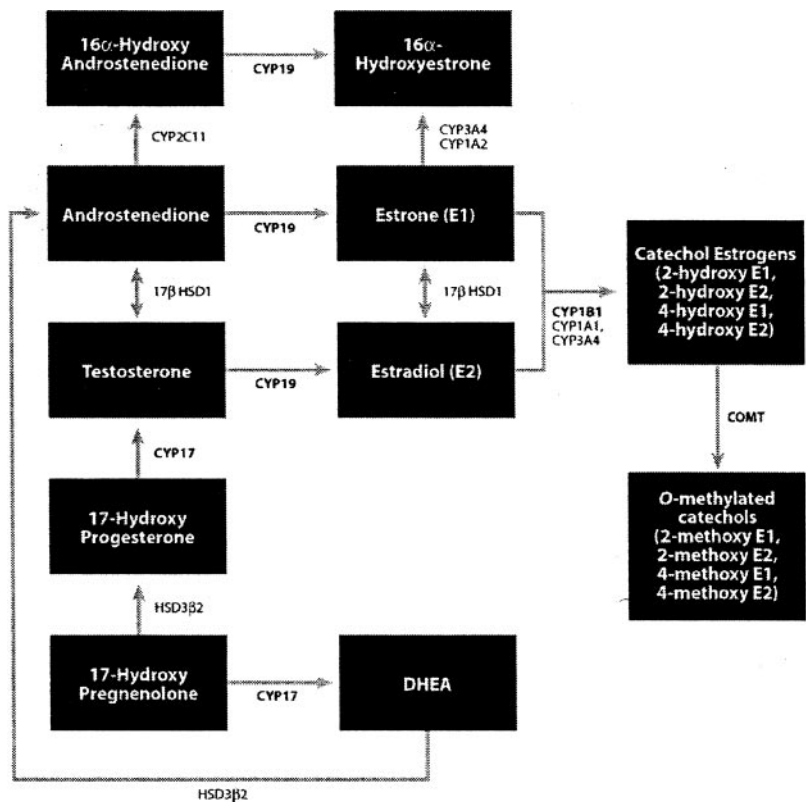 16α-Hydroxy
Androstenedione
CYP19
16α-
Hydroxyestrone
CYP2C11
CYP3A4
CYP1A2
Androstenedione
CYP19
Estrone (E1)
17β HSD1
17β HSD1
Catechol Estrogens
(2-hydroxy E1,
2-hydroxy E2,
4-hydroxy E1,
4-hydroxy E2)
CYP1B1
CYP1A1,
CYP3A4
Testosterone
CYP19
Estradiol (E2)
COMT
CYP17
17-Hydroxy
Progesterone
O-methylated
catechols
(2-methoxy E1,
2-methoxy E2,
4-methoxy E1,
4-methoxy E2)
HSD3β2
17-Hydroxy
Pregnenolone
CYP17
DHEA
HSD3β2